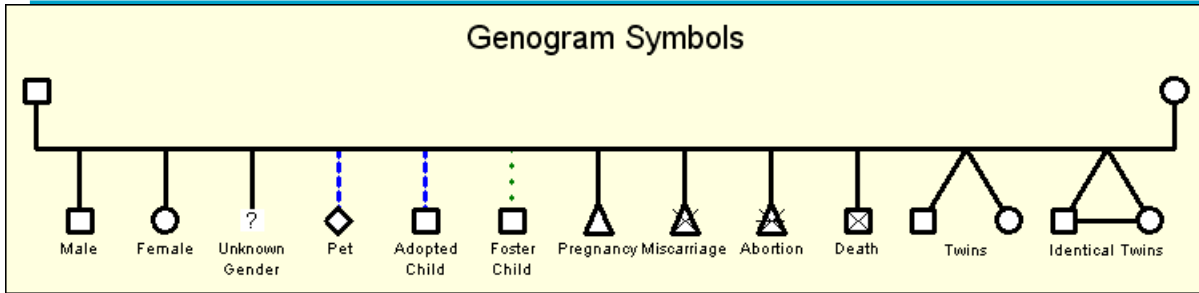 Genogram Symbols
?
Male
Female
Unknown
Gender
Pet
Adopted
Child
Foster
Child
Pregnancy
Miscarriage
Abortion
Death
Twins
Identical Twins